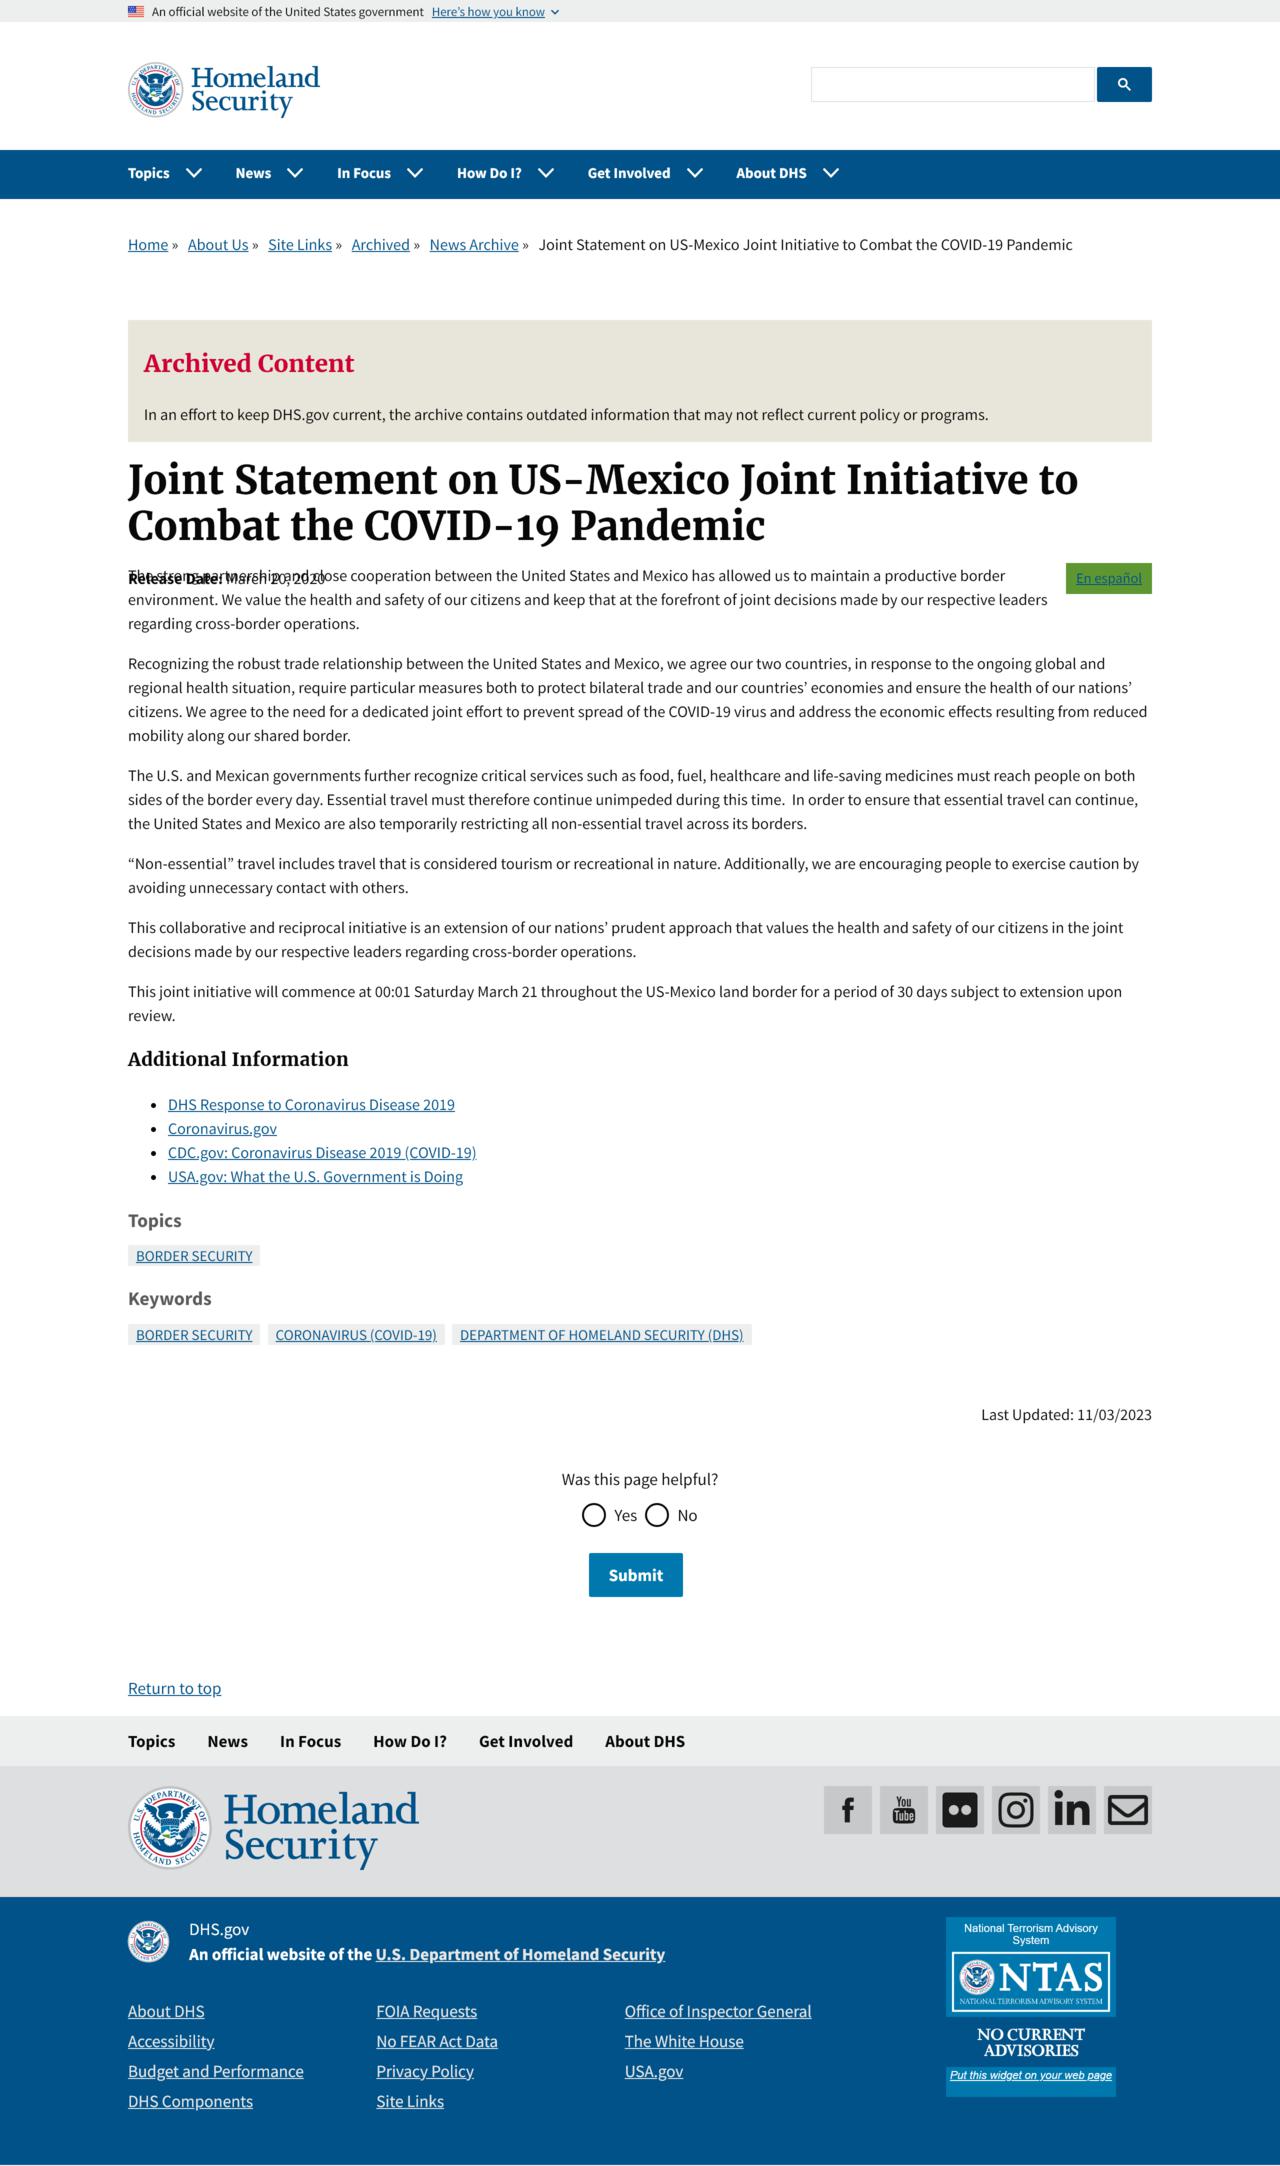 An official website of the United States government Here's how you know
Homeland
Security
Topics News In Focus How Do I? Get Involved About DHS
Home » About Us » Site Links » Archived » News Archive » Joint Statement on US-Mexico Joint Initiative to Combat the COVID-19 Pandemic
Archived Content
In an effort to keep DHS.gov current, the archive contains outdated information that may not reflect current policy or programs.
Joint Statement on US-Mexico Joint Initiative to
Combat the COVID-19 Pandemic
Release Date: March 20, 2020
The strong partnership and close cooperation between the United States and Mexico has allowed us to maintain a productive border
En español
environment. We value the health and safety of our citizens and keep that at the forefront of joint decisions made by our respective leaders
regarding cross-border operations.
Recognizing the robust trade relationship between the United States and Mexico, we agree our two countries, in response to the ongoing global and
regional health situation, require particular measures both to protect bilateral trade and our countries’ economies and ensure the health of our nations’
citizens. We agree to the need for a dedicated joint effort to prevent spread of the COVID-19 virus and address the economic effects resulting from reduced
mobility along our shared border.
The U.S. and Mexican governments further recognize critical services such as food, fuel, healthcare and life-saving medicines must reach people on both
sides of the border every day. Essential travel must therefore continue unimpeded during this time.  In order to ensure that essential travel can continue,
the United States and Mexico are also temporarily restricting all non-essential travel across its borders.
“Non-essential” travel includes travel that is considered tourism or recreational in nature. Additionally, we are encouraging people to exercise caution by
avoiding unnecessary contact with others.
This collaborative and reciprocal initiative is an extension of our nations’ prudent approach that values the health and safety of our citizens in the joint
decisions made by our respective leaders regarding cross-border operations.
This joint initiative will commence at 00:01 Saturday March 21 throughout the US-Mexico land border for a period of 30 days subject to extension upon
review.
Additional Information
DHS Response to Coronavirus Disease 2019
Coronavirus.gov
CDC.gov: Coronavirus Disease 2019 (COVID-19)
USA.gov: What the U.S. Government is Doing
Topics
BORDER SECURITY
Keywords
BORDER SECURITY CORONAVIRUS (COVID-19) DEPARTMENT OF HOMELAND SECURITY (DHS)
Last Updated: 11/03/2023
Was this page helpful?
Yes No
Submit
Return to top
Topics News In Focus How Do I? Get Involved About DHS
U.S. DEPARTMENT OF HOMELAND SECURITY
Homeland
Security
You
Tube
DHS.gov
An official website of the U.S. Department of Homeland Security
About DHS
Accessibility
Budget and Performance
DHS Components
FOIA Requests
No FEAR Act Data
Privacy Policy
Site Links
Office of Inspector General
The White House
USA.gov
National Terrorism Advisory
System
NTAS
NATIONAL TERRORISM ADVISORY SYSTEM
NO CURRENT
ADVISORIES
Put this widget on your web page